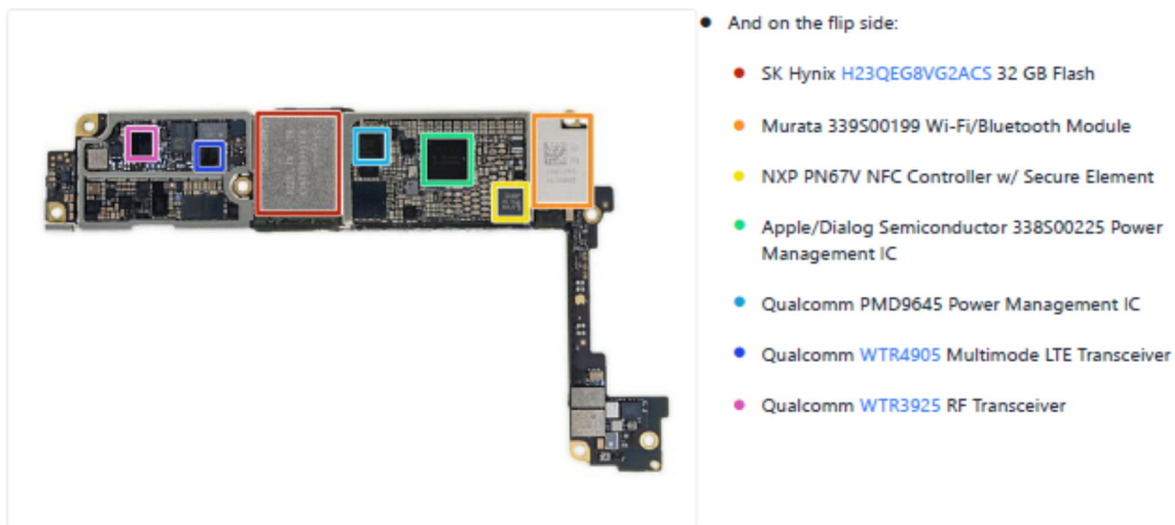 And on the flip side:
SK Hynix H23QEG8VG2ACS 32 GB Flash
Murata 339S00199 Wi-Fi/Bluetooth Module
NXP PN67V NFC Controller w/ Secure Element
Apple/Dialog Semiconductor 338S00225 Power
Management IC
Qualcomm PMD9645 Power Management IC
Qualcomm WTR4905 Multimode LTE Transceiver
Qualcomm WTR3925 RF Transceiver